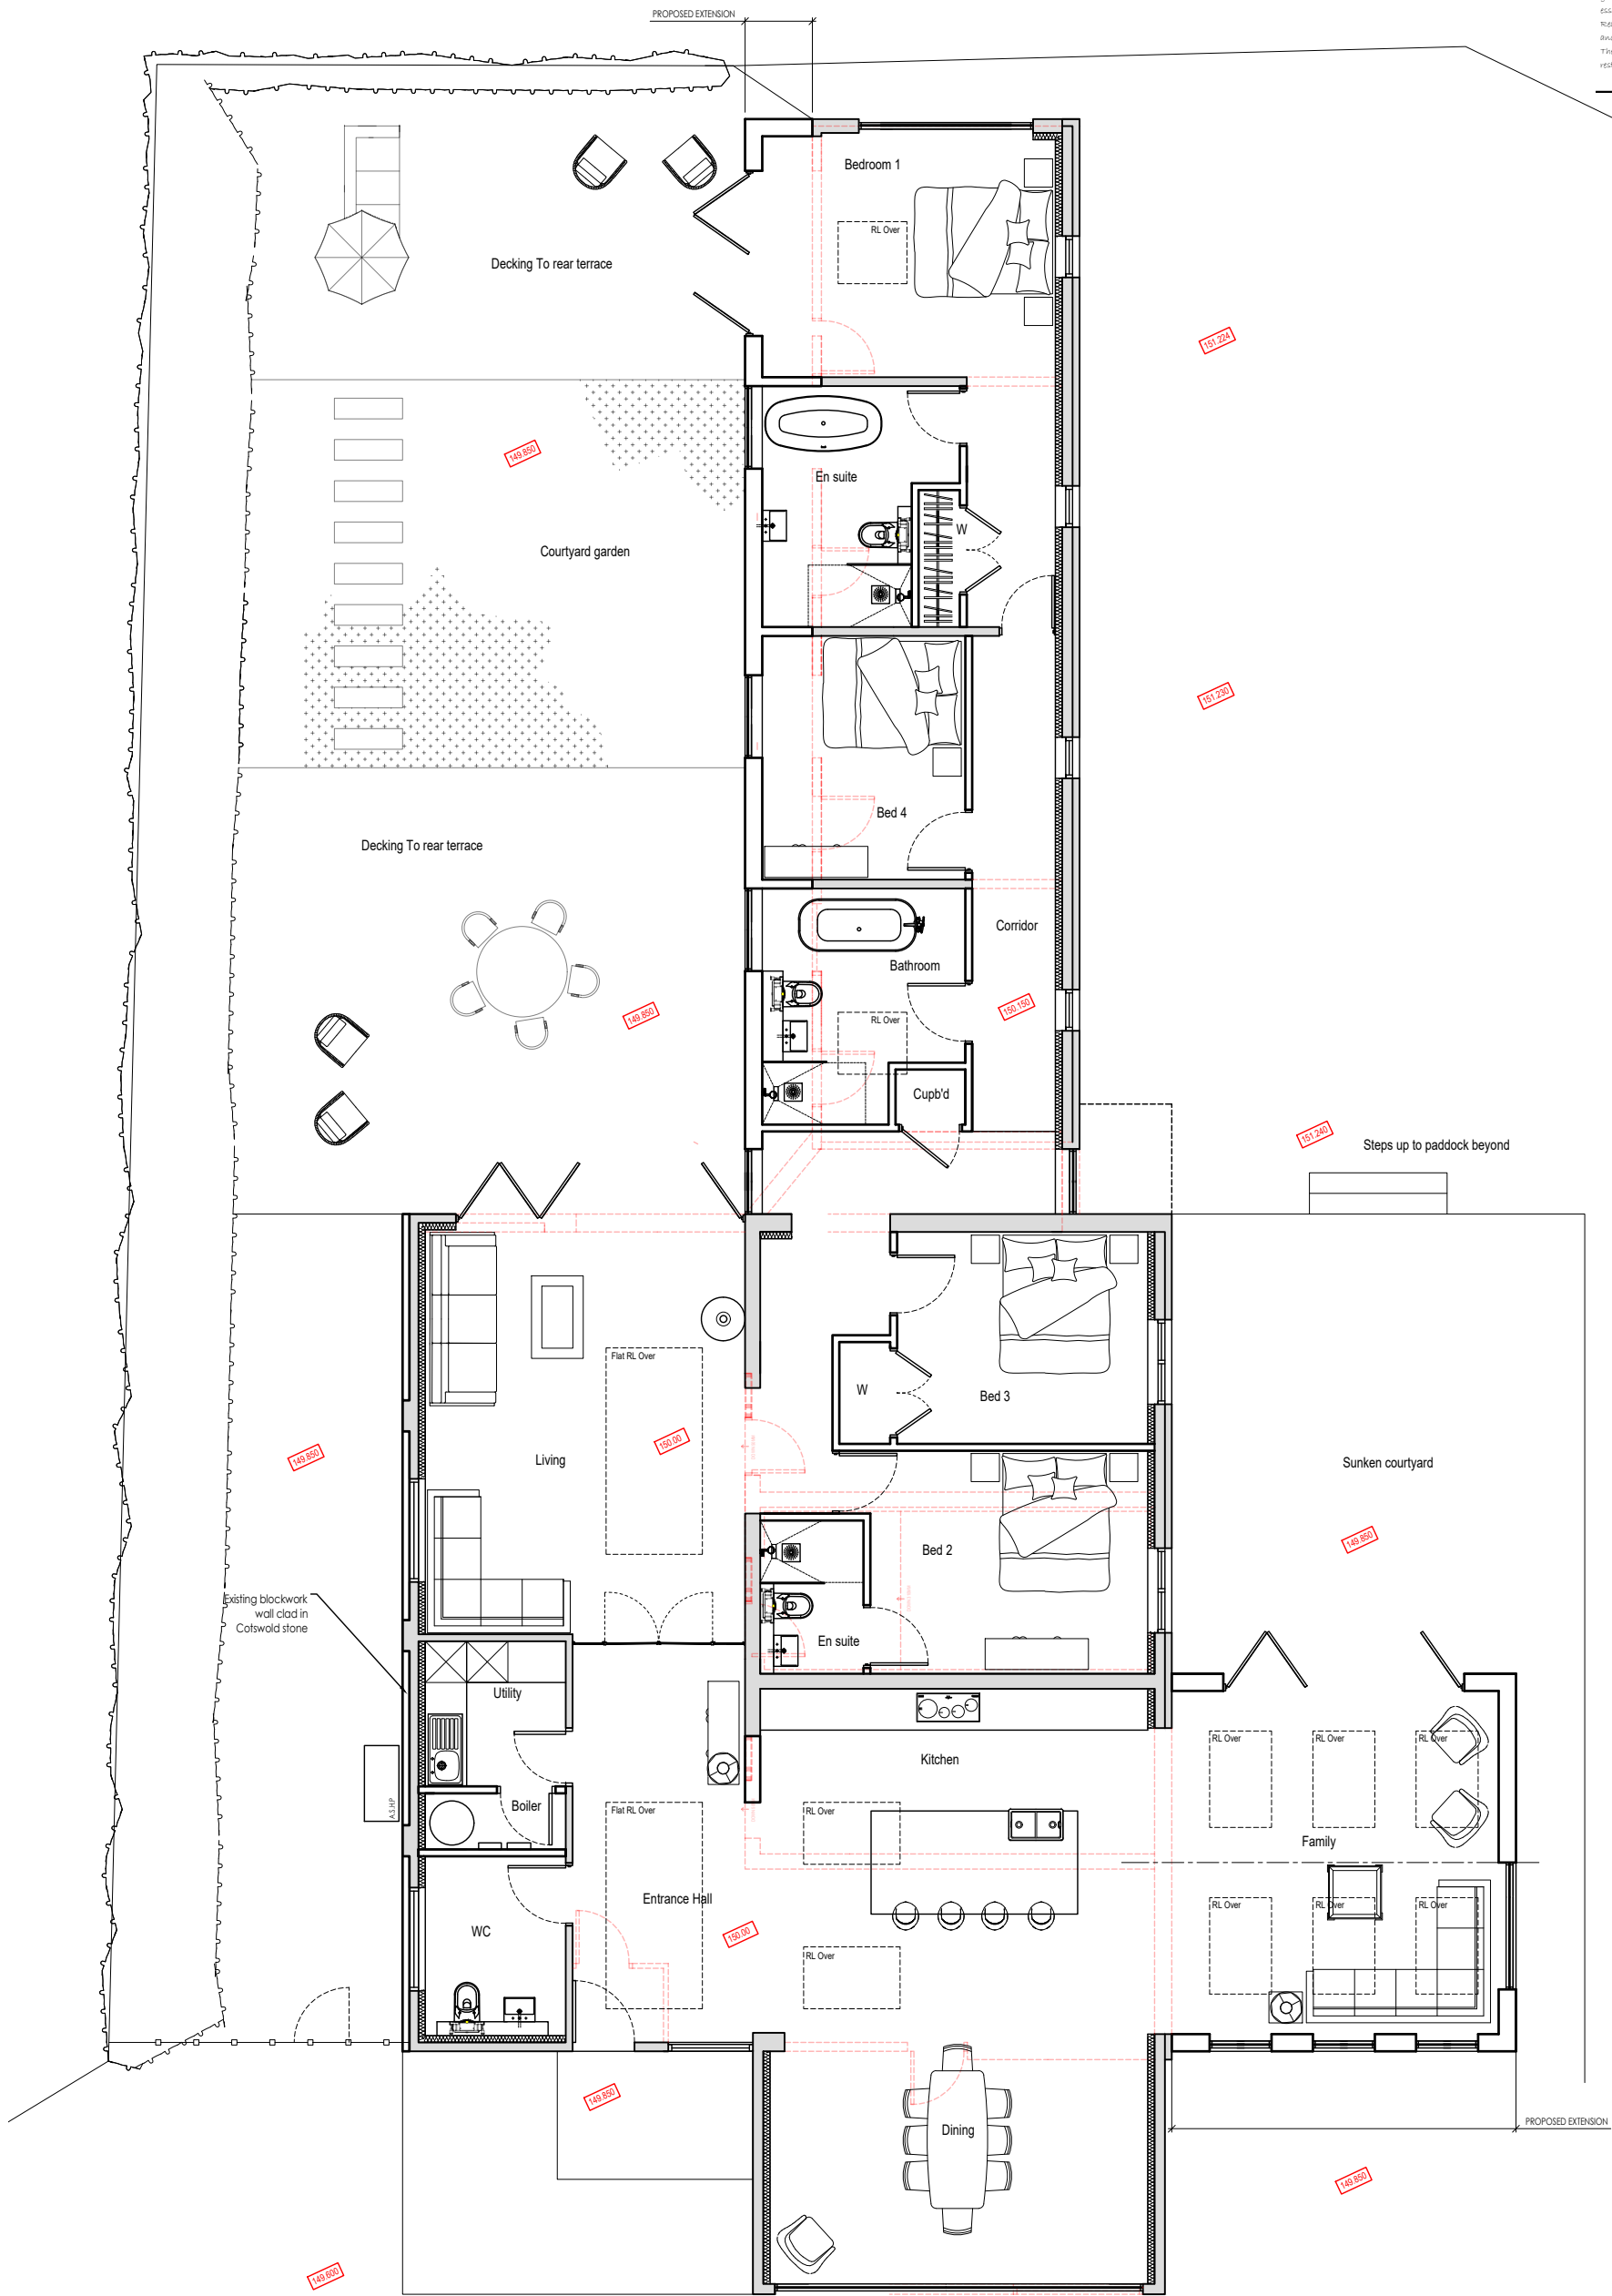 PROPOSED EXTENSION
Bedroom 1
RL Over
Decking To rear terrace
151.224
149.850
En suite
W
Courtyard garden
151.230
Bed 4
Decking To rear terrace
Corridor
Bathroom
150.150
149.850
RL Over
Cupb'd
151.240
Steps up to paddock beyond
Flat RL Over
W
Bed 3
150.00
149.850
Living
Sunken courtyard
149.850
Bed 2
Existing blockwork
wall clad in
Cotswold stone
En suite
Utility
Kitchen
RL Over
RL Over
RL Over
Boiler
A.S.H.P
Flat RL Over
RL Over
Family
Entrance Hall
RL Over
RL Over
RL Over
WC
150.00
RL Over
149.850
Dining
PROPOSED EXTENSION
149.850
149.600